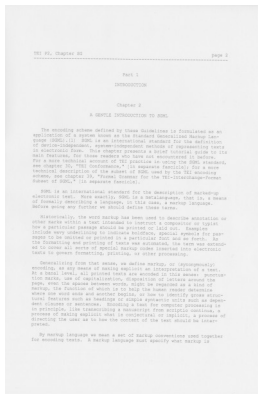 TEI P3, Chapter 00 page 1
Part I
INTRODUCTION
Chapter 2
A GENTLE INTRODUCTION TO SGML
The encoding scheme defined by these Guidelines is formulated as an
application of a system known as the Standard Generalized Markup Lan-
guage (SGML). SGML is an international standard for the definition
of device-independent, system-independent methods of representing texts
in electronic form. This chapter presents a brief tutorial guide to its
main features, for those readers who have not encountered it before.
For a more technical account of TEI practice in using the SGML standard,
see chapter 28, "TEI Conformance" (in separate fascicle); for a more
technical description of the subset of SGML used by the TEI encoding
scheme, see chapter 39, "Formal Grammar for the TEI-Interchange-Format
Subset of SGML," (in separate fascicle).
SGML is an international standard for the description of marked-up
electronic text. More exactly, SGML is a metalanguage, that is, a means
of formally describing a language, in this case, a markup language.
Before going any further we should define these terms.
Historically, the word markup has been used to describe annotation or
other marks within a text intended to instruct a compositor or typist
how a particular passage should be printed or laid out. Examples
include wavy underlining to indicate boldface, special symbols for pas-
sages to be omitted or printed in a particular font and so forth. As
the formatting and printing of texts was automated, the term was extend-
ed to cover all sorts of special markup codes inserted into electronic
texts to govern formatting, printing, or other processing.
Generalizing from that sense, we define markup, or (synonymously)
encoding, as any means of making explicit an interpretation of a text.
At a banal level, all printed texts are encoded in this sense: punctua-
tion marks, use of capitalization, disposition of letters around the
page, even the spaces between words, might be regarded as a kind of
markup, the function of which is to help the human reader determine
where one word ends and another begins, or how to identify gross struc-
tural features such as headings or simple syntactic units such as depen-
dent clauses or sentences. Encoding a text for computer processing is
in principle, like transcribing a manuscript from scriptio continua, a
process of making explicit what is conjectural or implicit, a process of
directing the user as to how the content of the text should be inter-
preted.
By markup language we mean a set of markup conventions used together
for encoding texts. A markup language must specify what markup is